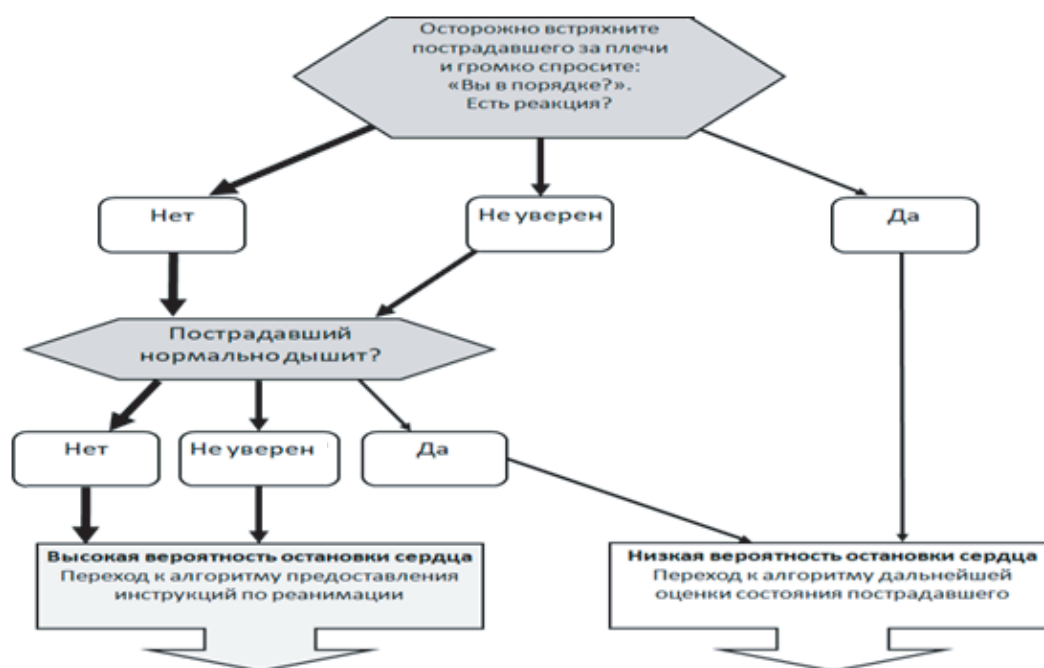 Осторожно встряхните
пострадавшего за плечи
и громко спросите:
«Вы в порядке?».
Есть реакция?
Нет
Не уверен
Да
Пострадавший
нормально дышит?
Нет
Не уверен
Да
Высокая вероятность остановки сердца
Переход к алгоритму предоставления
инструкций по реанимации
Низкая вероятность остановки сердца
Переход к алгоритму дальнейшей
оценки состояния пострадавшего